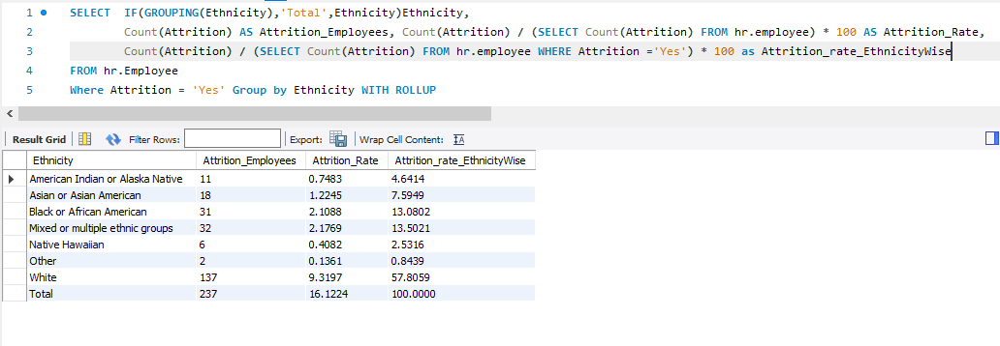 1 SELECT IF(GROUPING(Ethnicity),'Total',Ethnicity)Ethnicity,
2 Count(Attrition) AS Attrition_Employees, Count(Attrition) / (SELECT Count(Attrition) FROM hr.employee) * 100 AS Attrition_Rate,
3 Count(Attrition) / (SELECT Count(Attrition) FROM hr.employee WHERE Attrition ='Yes') * 100 as Attrition_rate_EthnicityWise
4 FROM hr.Employee
5 Where Attrition = 'Yes' Group by Ethnicity WITH ROLLUP
Result Grid Filter Rows: Export: Wrap Cell Content:
Ethnicity Attrition_Employees Attrition_Rate Attrition_rate_EthnicityWise
American Indian or Alaska Native 11 0.7483 4.6414
Asian or Asian American 18 1.2245 7.5949
Black or African American 31 2.1088 13.0802
Mixed or multiple ethnic groups 32 2.1769 13.5021
Native Hawaiian 6 0.4082 2.5316
Other 2 0.1361 0.8439
White 137 9.3197 57.8059
Total 237 16.1224 100.0000